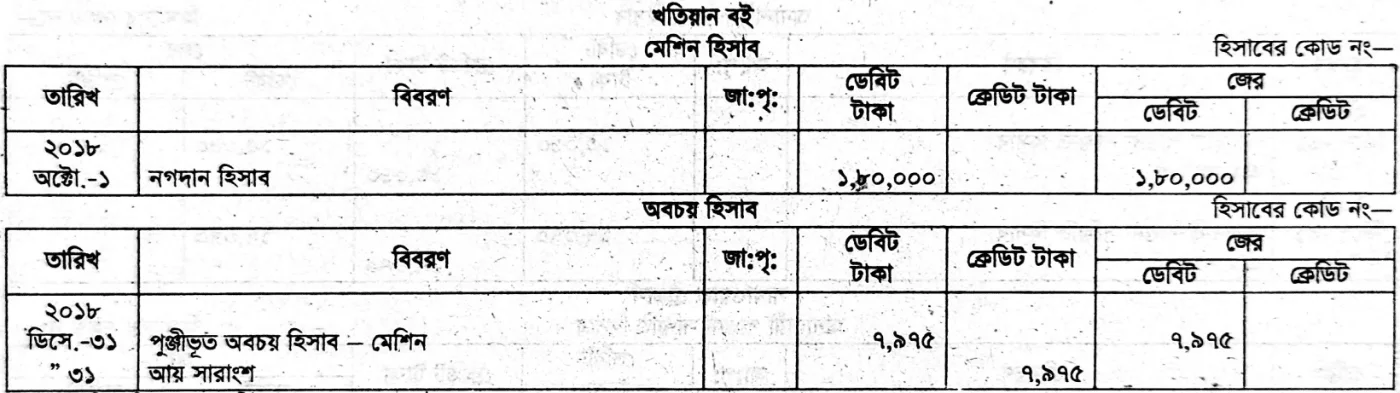 খতিয়ান বই
মেশিন হিসাব হিসাবের কোড নং—
তারিখ বিবরণ জা:পৃ: ডেবিট টাকা ক্রেডিট টাকা জের
ডেবিট ক্রেডিট
২০১৮
অক্টো.-১ নগদান হিসাব ১,৮০,০০০ ১,৮০,০০০
অবচয় হিসাব হিসাবের কোড নং—
তারিখ বিবরণ জা:পৃ: ডেবিট টাকা ক্রেডিট টাকা জের
ডেবিট ক্রেডিট
২০১৮
ডিসে.-৩১ পুঞ্জীভূত অবচয় হিসাব – মেশিন ৭,৯৭৫ ৭,৯৭৫
” ৩১ আয় সারাংশ ৭,৯৭৫